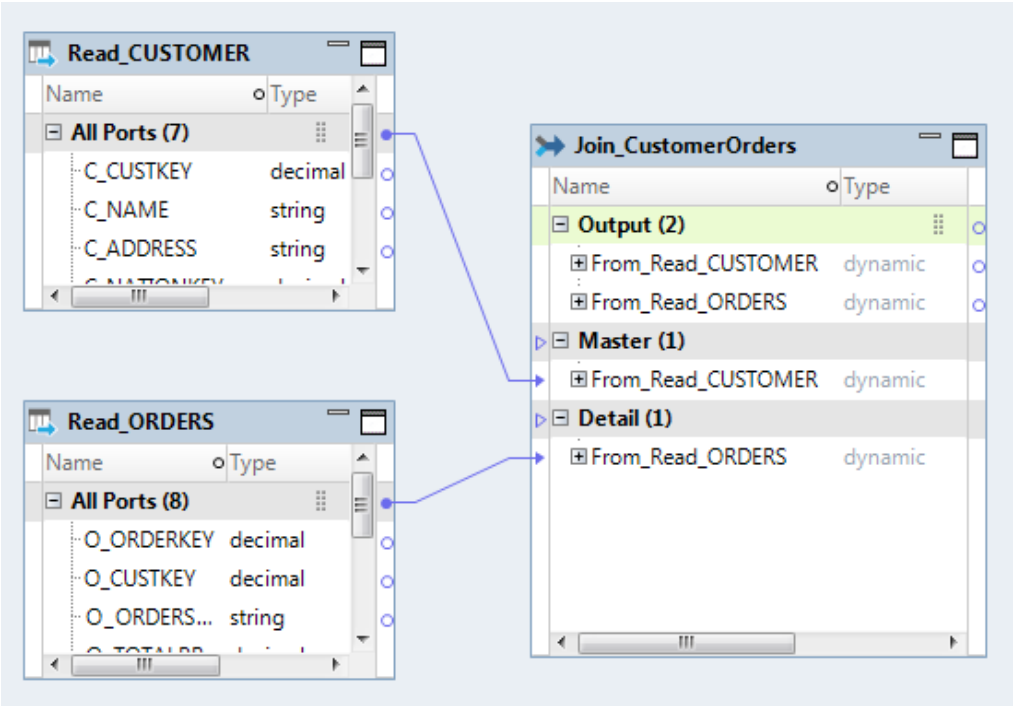 Read_CUSTOMER
Name Type
All Ports (7)
C_CUSTKEY decimal
C_NAME string
C_ADDRESS string
Read_ORDERS
Name Type
All Ports (8)
O_ORDERKEY decimal
O_CUSTKEY decimal
O_ORDERS... string
Join_CustomerOrders
Name Type
Output (2)
From_Read_CUSTOMER dynamic
From_Read_ORDERS dynamic
Master (1)
From_Read_CUSTOMER dynamic
Detail (1)
From_Read_ORDERS dynamic